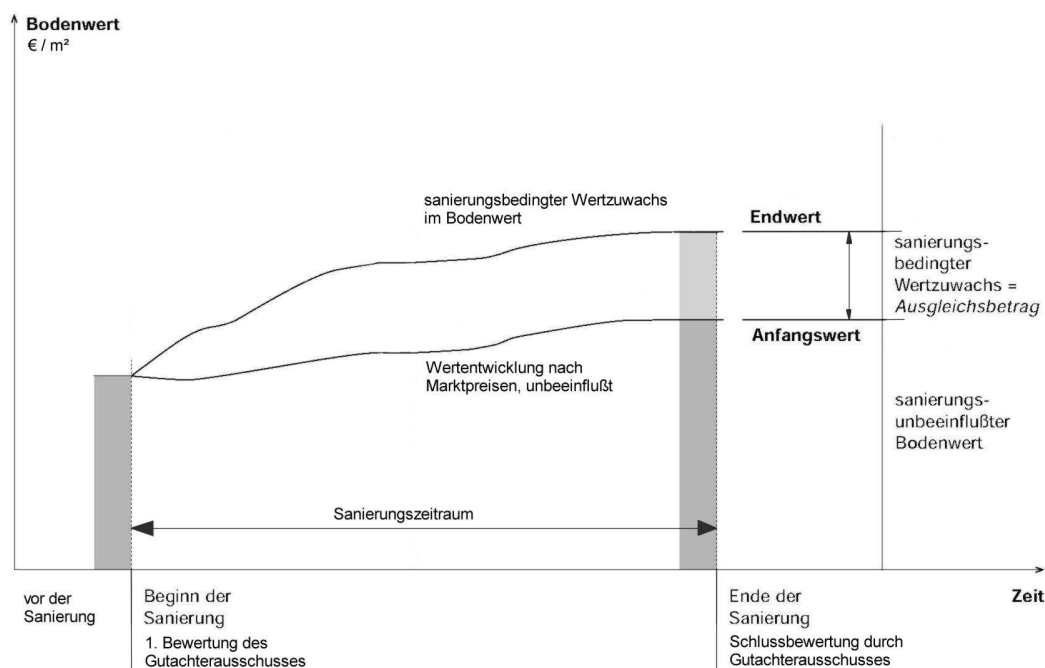 Bodenwert
€ / m²
sanierungsbedingter Wertzuwachs
im Bodenwert
Endwert
sanierungs-
bedingter
Wertzuwachs =
Ausgleichsbetrag
Anfangswert
Wertentwicklung nach
Marktpreisen, unbeeinflußt
sanierungs-
unbeeinflußter
Bodenwert
Sanierungszeitraum
vor der
Sanierung
Beginn der
Sanierung
1. Bewertung des
Gutachterausschusses
Ende der
Sanierung
Schlussbewertung durch
Gutachterausschusses
Zeit